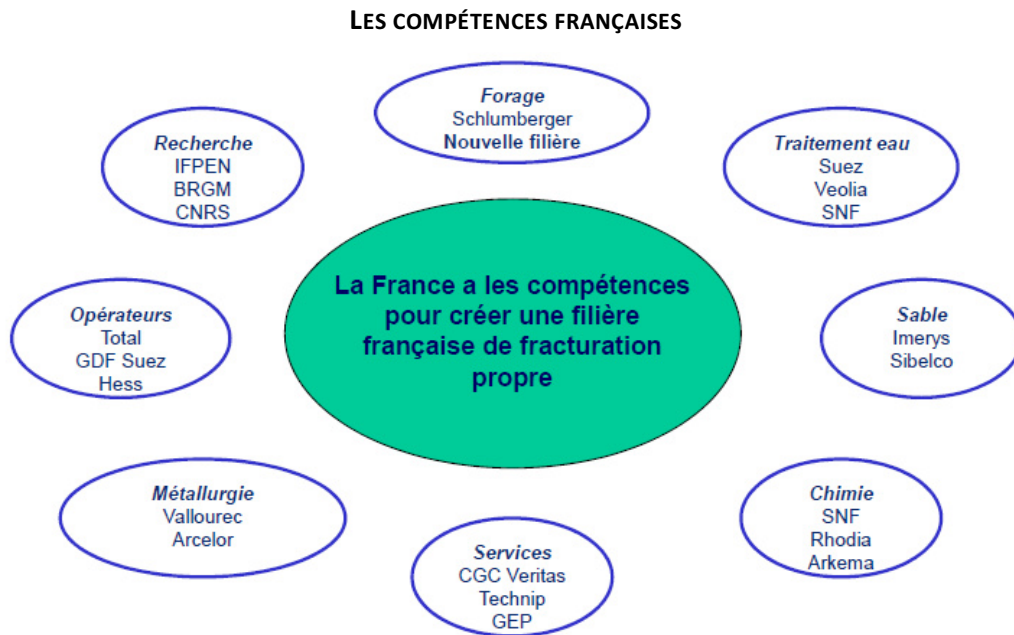 LES COMPÉTENCES FRANÇAISES
Forage
Schlumberger
Nouvelle filière
Recherche
IFPEN
BRGM
CNRS
Traitement eau
Suez
Veolia
SNF
La France a les compétences
pour créer une filière
française de fracturation
propre
Opérateurs
Total
GDF Suez
Hess
Sable
Imerys
Sibelco
Métallurgie
Vallourec
Arcelor
Services
CGC Veritas
Technip
GEP
Chimie
SNF
Rhodia
Arkema